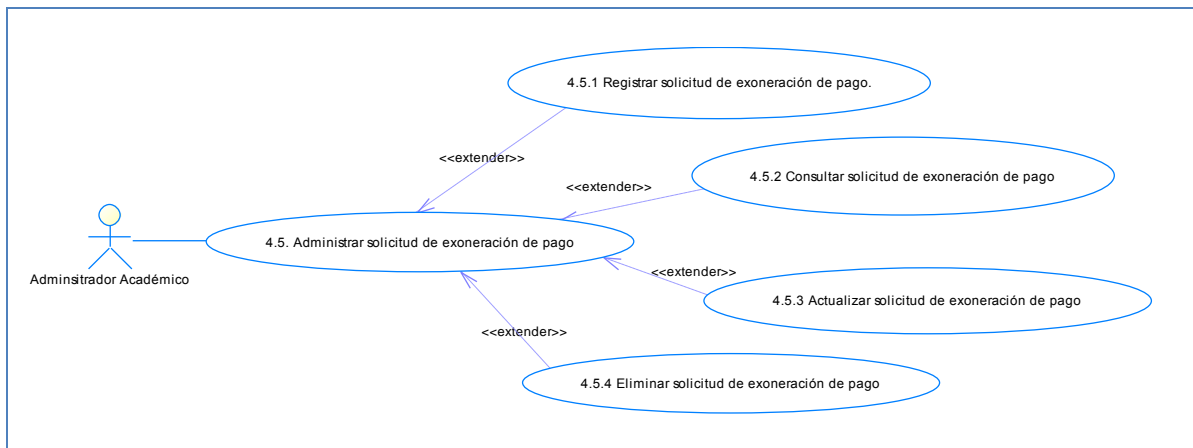 4.5.1 Registrar solicitud de exoneración de pago.
<<extender>>
4.5.2 Consultar solicitud de exoneración de pago
<<extender>>
4.5. Administrar solicitud de exoneración de pago
Adminsitrador Académico
<<extender>>
4.5.3 Actualizar solicitud de exoneración de pago
<<extender>>
4.5.4 Eliminar solicitud de exoneración de pago